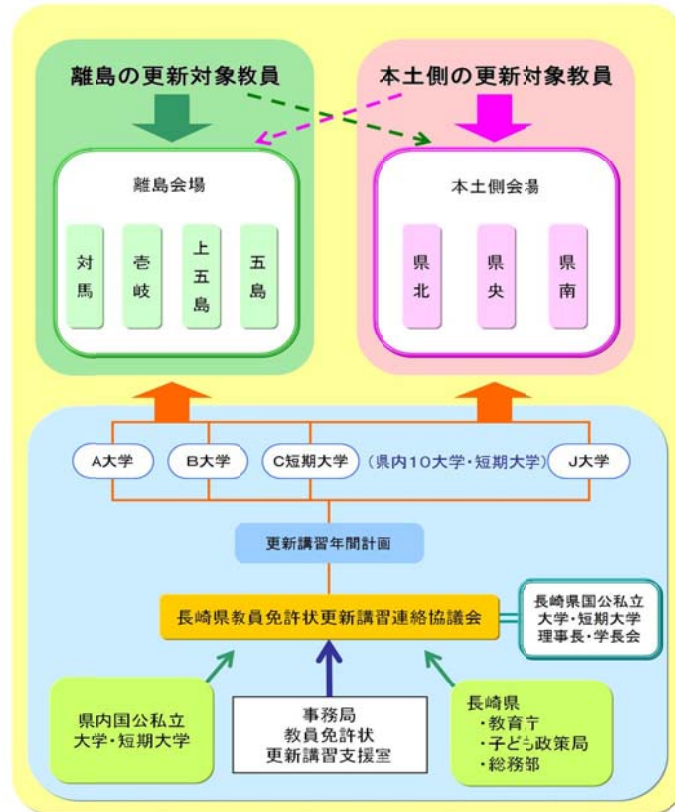 離島の更新対象教員
本土側の更新対象教員
離島会場
対馬
壱岐
上五島
五島
本土側会場
県北
県央
県南
A大学
B大学
C短期大学
(県内10大学・短期大学)
J大学
更新講習年間計画
長崎県教員免許状更新講習連絡協議会
長崎県国公私立
大学・短期大学
理事長・学長会
県内国公私立
大学・短期大学
事務局
教員免許状
更新講習支援室
長崎県
・教育庁
・子ども政策局
・総務部